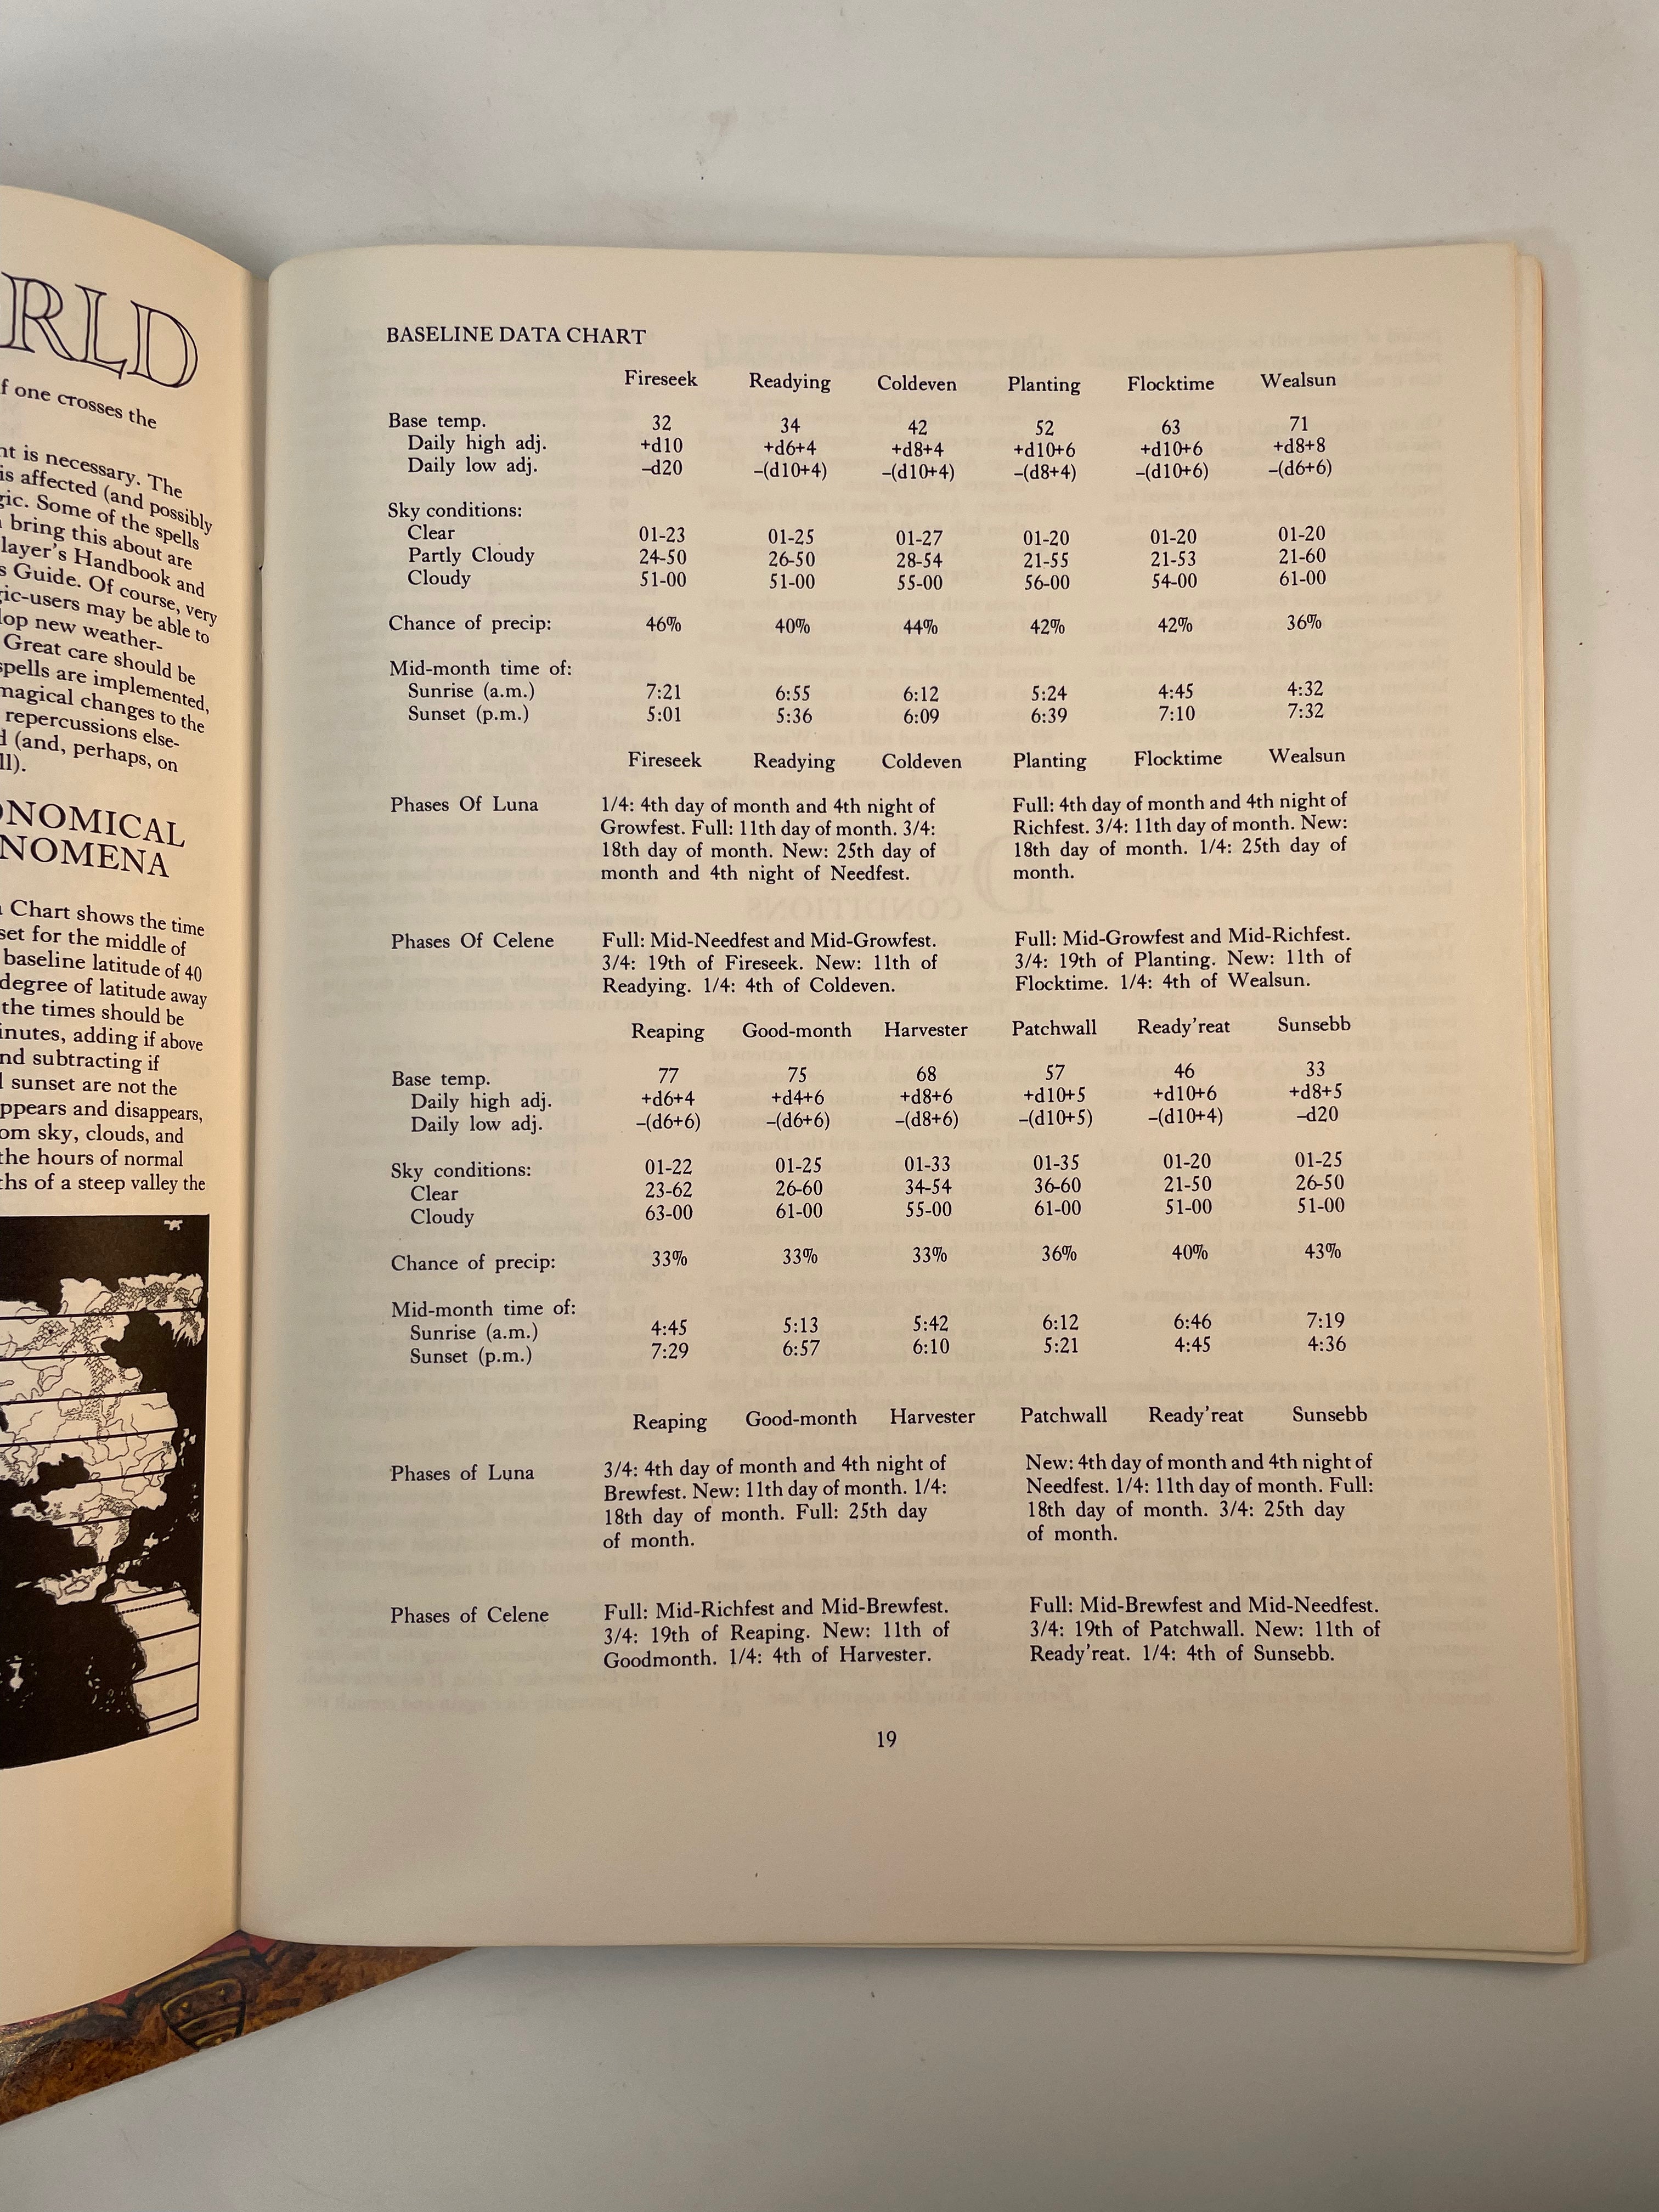 RLD
f one crosses the
nt is necessary. The
is affected (and possibly
gic. Some of the spells
n bring this about are
layer's Handbook and
s Guide. Of course, very
gic-users may be able to
lop new weather-
Great care should be
spells are implemented,
magical changes to the
repercussions else-
d (and, perhaps, on
ll).
ONOMICAL
NOMENA
Chart shows the time
set for the middle of
baseline latitude of 40
degree of latitude away
the times should be
inutes, adding if above
nd subtracting if
l sunset are not the
ppears and disappears,
om sky, clouds, and
the hours of normal
ths of a steep valley the
BASELINE DATA CHART
Fireseek Readying Coldeven Planting Flocktime Wealsun
Base temp. 32 34 42 52 63 71
Daily high adj. +d10 +d6+4 +d8+4 +d10+6 +d10+6 +d8+8
Daily low adj. –d20 –(d10+4) –(d10+4) –(d8+4) –(d10+6) –(d6+6)
Sky conditions:
Clear 01-23 01-25 01-27 01-20 01-20 01-20
Partly Cloudy 24-50 26-50 28-54 21-55 21-53 21-60
Cloudy 51-00 51-00 55-00 56-00 54-00 61-00
Chance of precip: 46% 40% 44% 42% 42% 36%
Mid-month time of:
Sunrise (a.m.) 7:21 6:55 6:12 5:24 4:45 4:32
Sunset (p.m.) 5:01 5:36 6:09 6:39 7:10 7:32
Fireseek Readying Coldeven Planting Flocktime Wealsun
Phases Of Luna
1/4: 4th day of month and 4th night of
Growfest. Full: 11th day of month. 3/4:
18th day of month. New: 25th day of
month and 4th night of Needfest.
Full: 4th day of month and 4th night of
Richfest. 3/4: 11th day of month. New:
18th day of month. 1/4: 25th day of
month.
Phases Of Celene
Full: Mid-Needfest and Mid-Growfest.
3/4: 19th of Fireseek. New: 11th of
Readying. 1/4: 4th of Coldeven.
Full: Mid-Growfest and Mid-Richfest.
3/4: 19th of Planting. New: 11th of
Flocktime. 1/4: 4th of Wealsun.
Reaping Good-month Harvester Patchwall Ready'reat Sunsebb
Base temp. 77 75 68 57 46 33
Daily high adj. +d6+4 +d4+6 +d8+6 +d10+5 +d10+6 +d8+5
Daily low adj. –(d6+6) –(d6+6) –(d8+6) –(d10+5) –(d10+4) –d20
Sky conditions: 01-22 01-25 01-33 01-35 01-20 01-25
Clear 23-62 26-60 34-54 36-60 21-50 26-50
Cloudy 63-00 61-00 55-00 61-00 51-00 51-00
Chance of precip: 33% 33% 33% 36% 40% 43%
Mid-month time of:
Sunrise (a.m.) 4:45 5:13 5:42 6:12 6:46 7:19
Sunset (p.m.) 7:29 6:57 6:10 5:21 4:45 4:36
Reaping Good-month Harvester Patchwall Ready'reat Sunsebb
Phases of Luna
3/4: 4th day of month and 4th night of
Brewfest. New: 11th day of month. 1/4:
18th day of month. Full: 25th day
of month.
New: 4th day of month and 4th night of
Needfest. 1/4: 11th day of month. Full:
18th day of month. 3/4: 25th day
of month.
Phases of Celene
Full: Mid-Richfest and Mid-Brewfest.
3/4: 19th of Reaping. New: 11th of
Goodmonth. 1/4: 4th of Harvester.
Full: Mid-Brewfest and Mid-Needfest.
3/4: 19th of Patchwall. New: 11th of
Ready'reat. 1/4: 4th of Sunsebb.
19